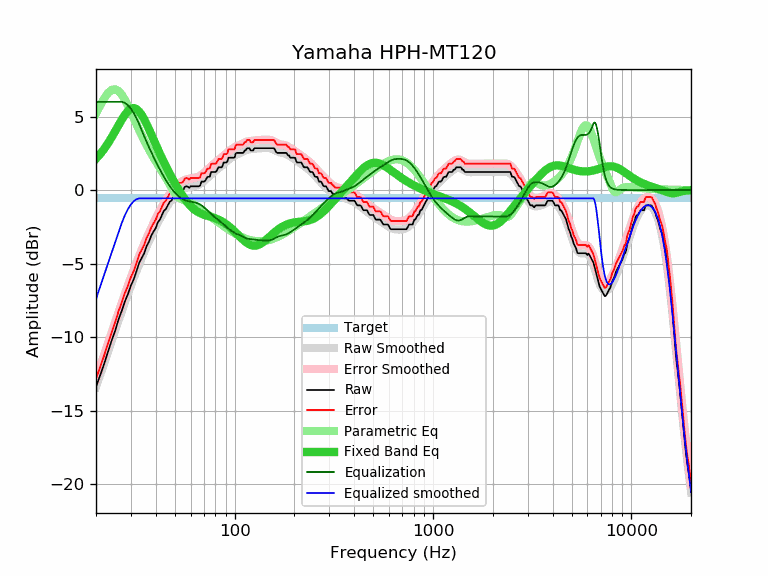 Yamaha HPH-MT120
Amplitude (dBr)
5
0
−5
−10
−15
−20
Target
Raw Smoothed
Error Smoothed
Raw
Error
Parametric Eq
Fixed Band Eq
Equalization
Equalized smoothed
100
1000
10000
Frequency (Hz)